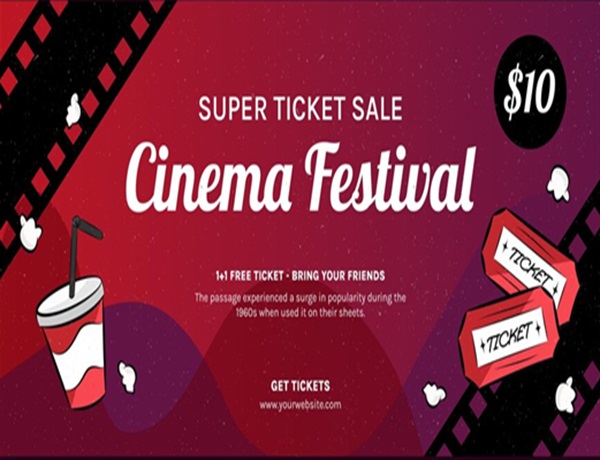 $10
SUPER TICKET SALE
Cinema Festival
1+1 FREE TICKET - BRING YOUR FRIENDS
The passage experienced a surge in popularity during the
1960s when used it on their sheets.
TICKET
TICKET
GET TICKETS
www.yourwebsite.com